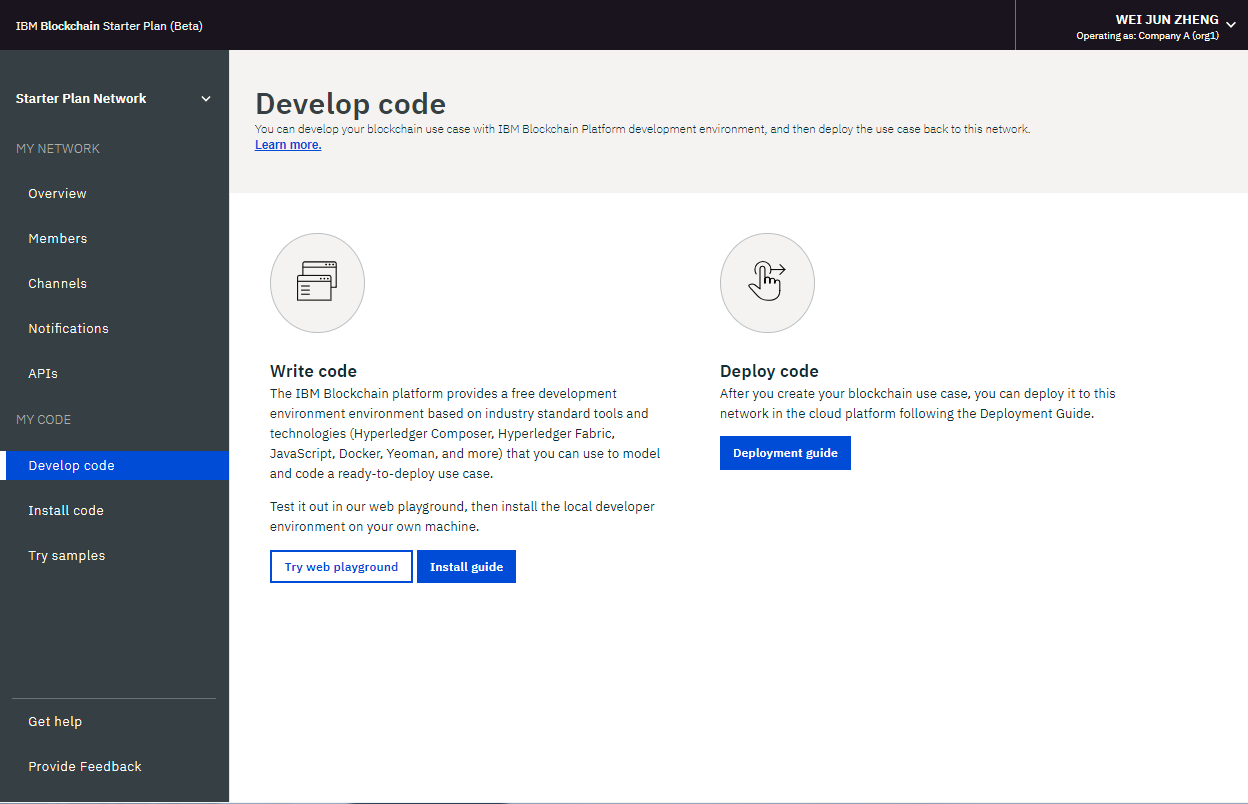 IBM Blockchain Starter Plan (Beta)
WEI JUN ZHENG
Operating as: Company A (org1)
Starter Plan Network
MY NETWORK
Overview
Members
Channels
Notifications
APIs
MY CODE
Develop code
Install code
Try samples
Get help
Provide Feedback
Develop code
You can develop your blockchain use case with IBM Blockchain Platform development environment, and then deploy the use case back to this network.
Learn more.
Write code
The IBM Blockchain platform provides a free development
environment environment based on industry standard tools and
technologies (Hyperledger Composer, Hyperledger Fabric,
JavaScript, Docker, Yeoman, and more) that you can use to model
and code a ready-to-deploy use case.
Test it out in our web playground, then install the local developer
environment on your own machine.
Try web playground
Install guide
Deploy code
After you create your blockchain use case, you can deploy it to this
network in the cloud platform following the Deployment Guide.
Deployment guide